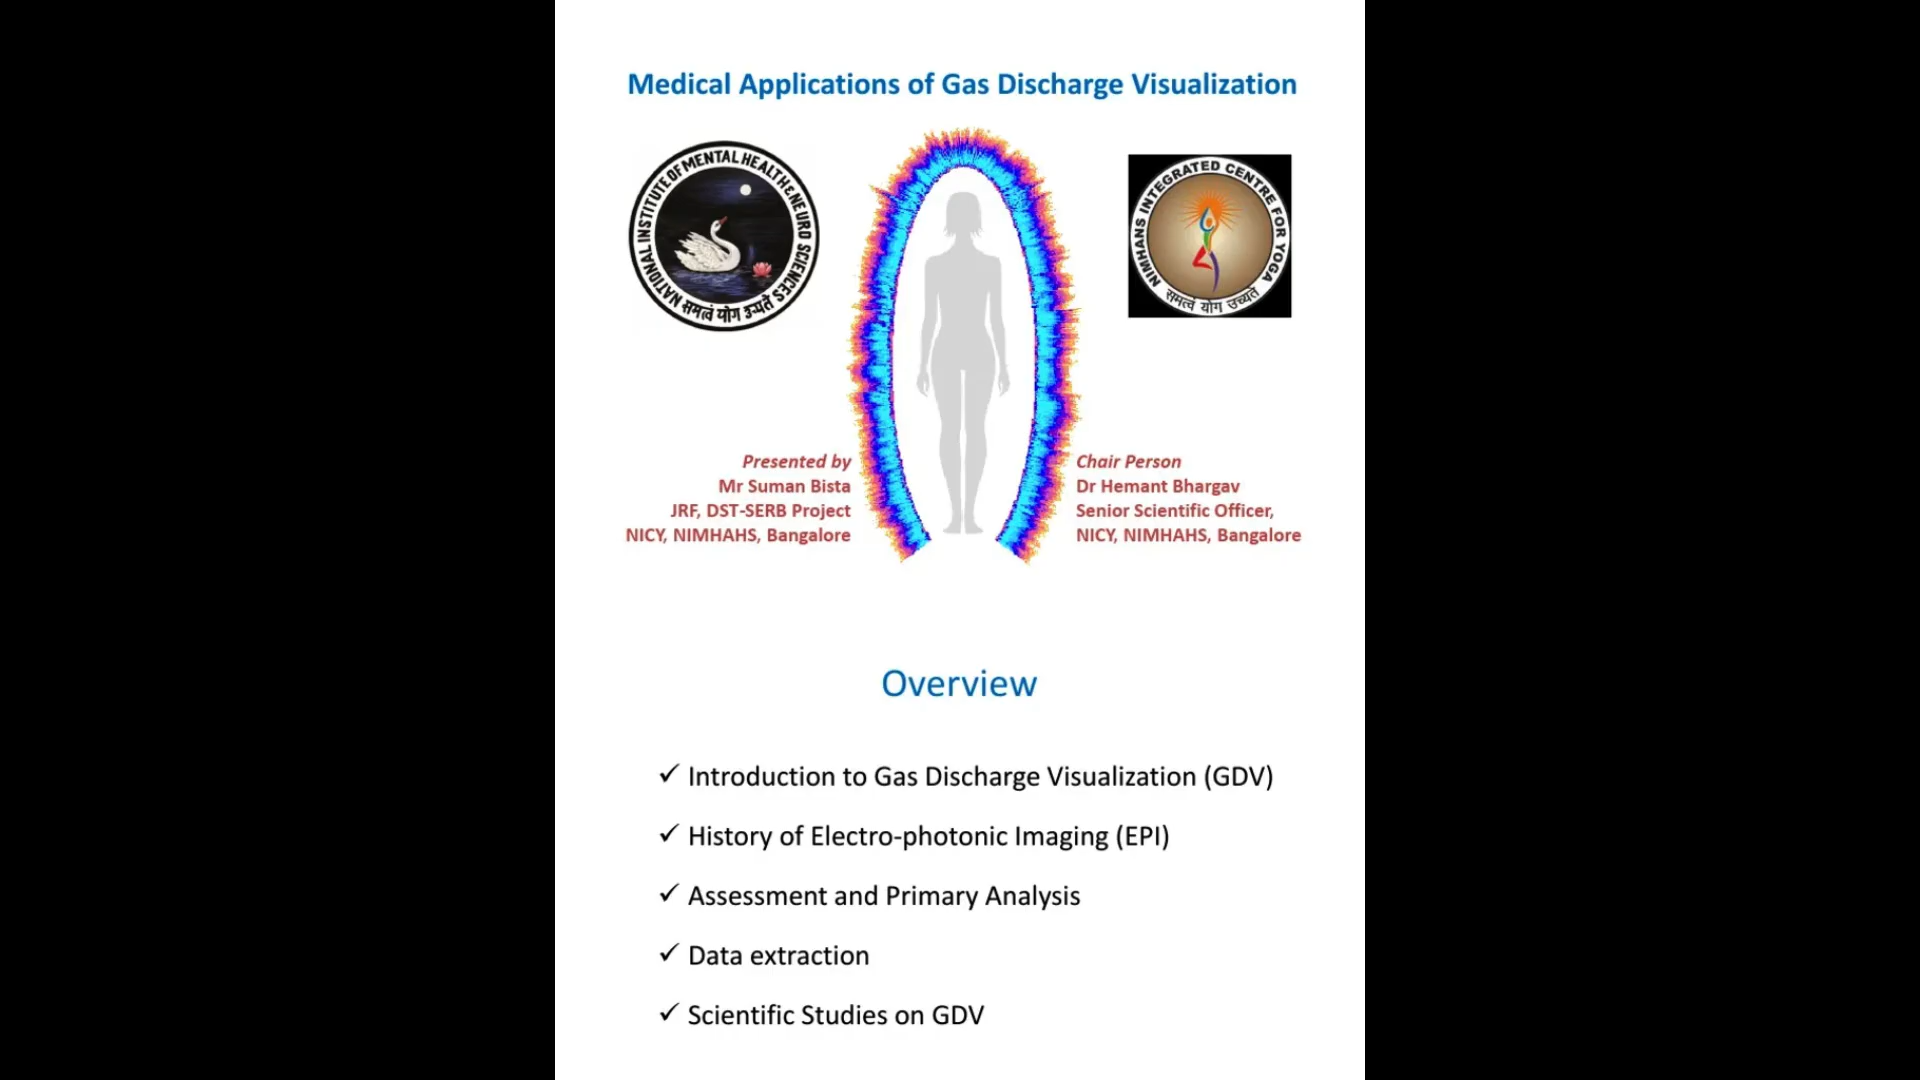 Medical Applications of Gas Discharge Visualization
NATIONAL INSTITUTE OF MENTAL HEALTH & NEURO SCIENCES
समत्वं योग उच्यते
NIMHANS INTEGRATED CENTRE FOR YOGA
समत्वं योग उच्यते
Presented by
Mr Suman Bista
JRF, DST-SERB Project
NICY, NIMHAHS, Bangalore
Chair Person
Dr Hemant Bhargav
Senior Scientific Officer,
NICY, NIMHAHS, Bangalore
Overview
✓ Introduction to Gas Discharge Visualization (GDV)
✓ History of Electro-photonic Imaging (EPI)
✓ Assessment and Primary Analysis
✓ Data extraction
✓ Scientific Studies on GDV